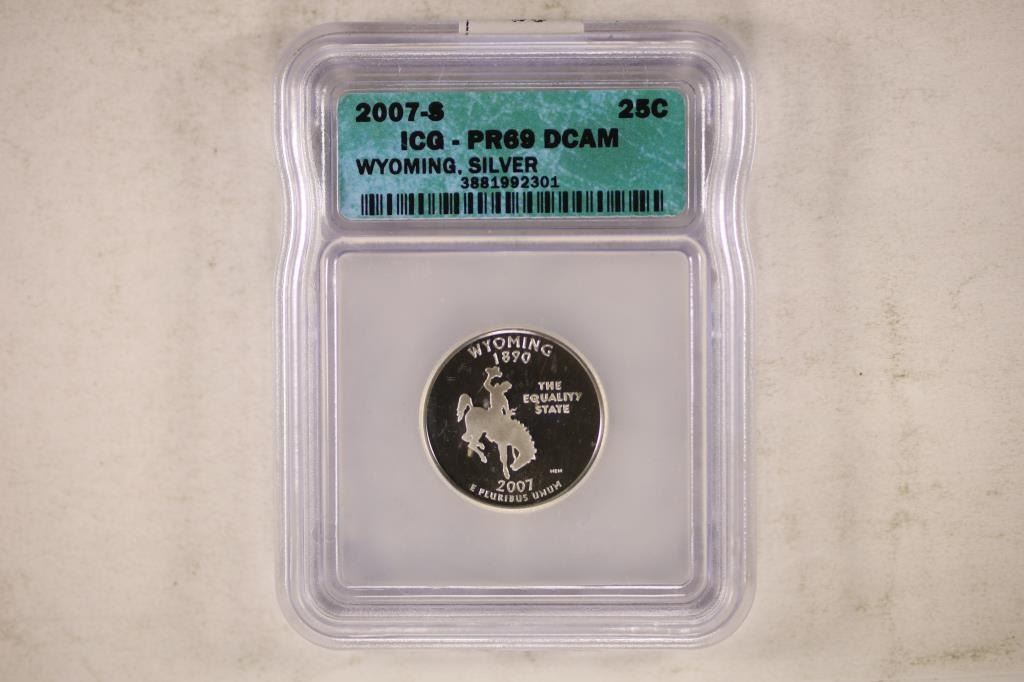 2007-S 25C
ICG - PR69 DCAM
WYOMING, SILVER
3881992301
WYOMING
1890
THE
EQUALITY
STATE
2007
E PLURIBUS UNUM